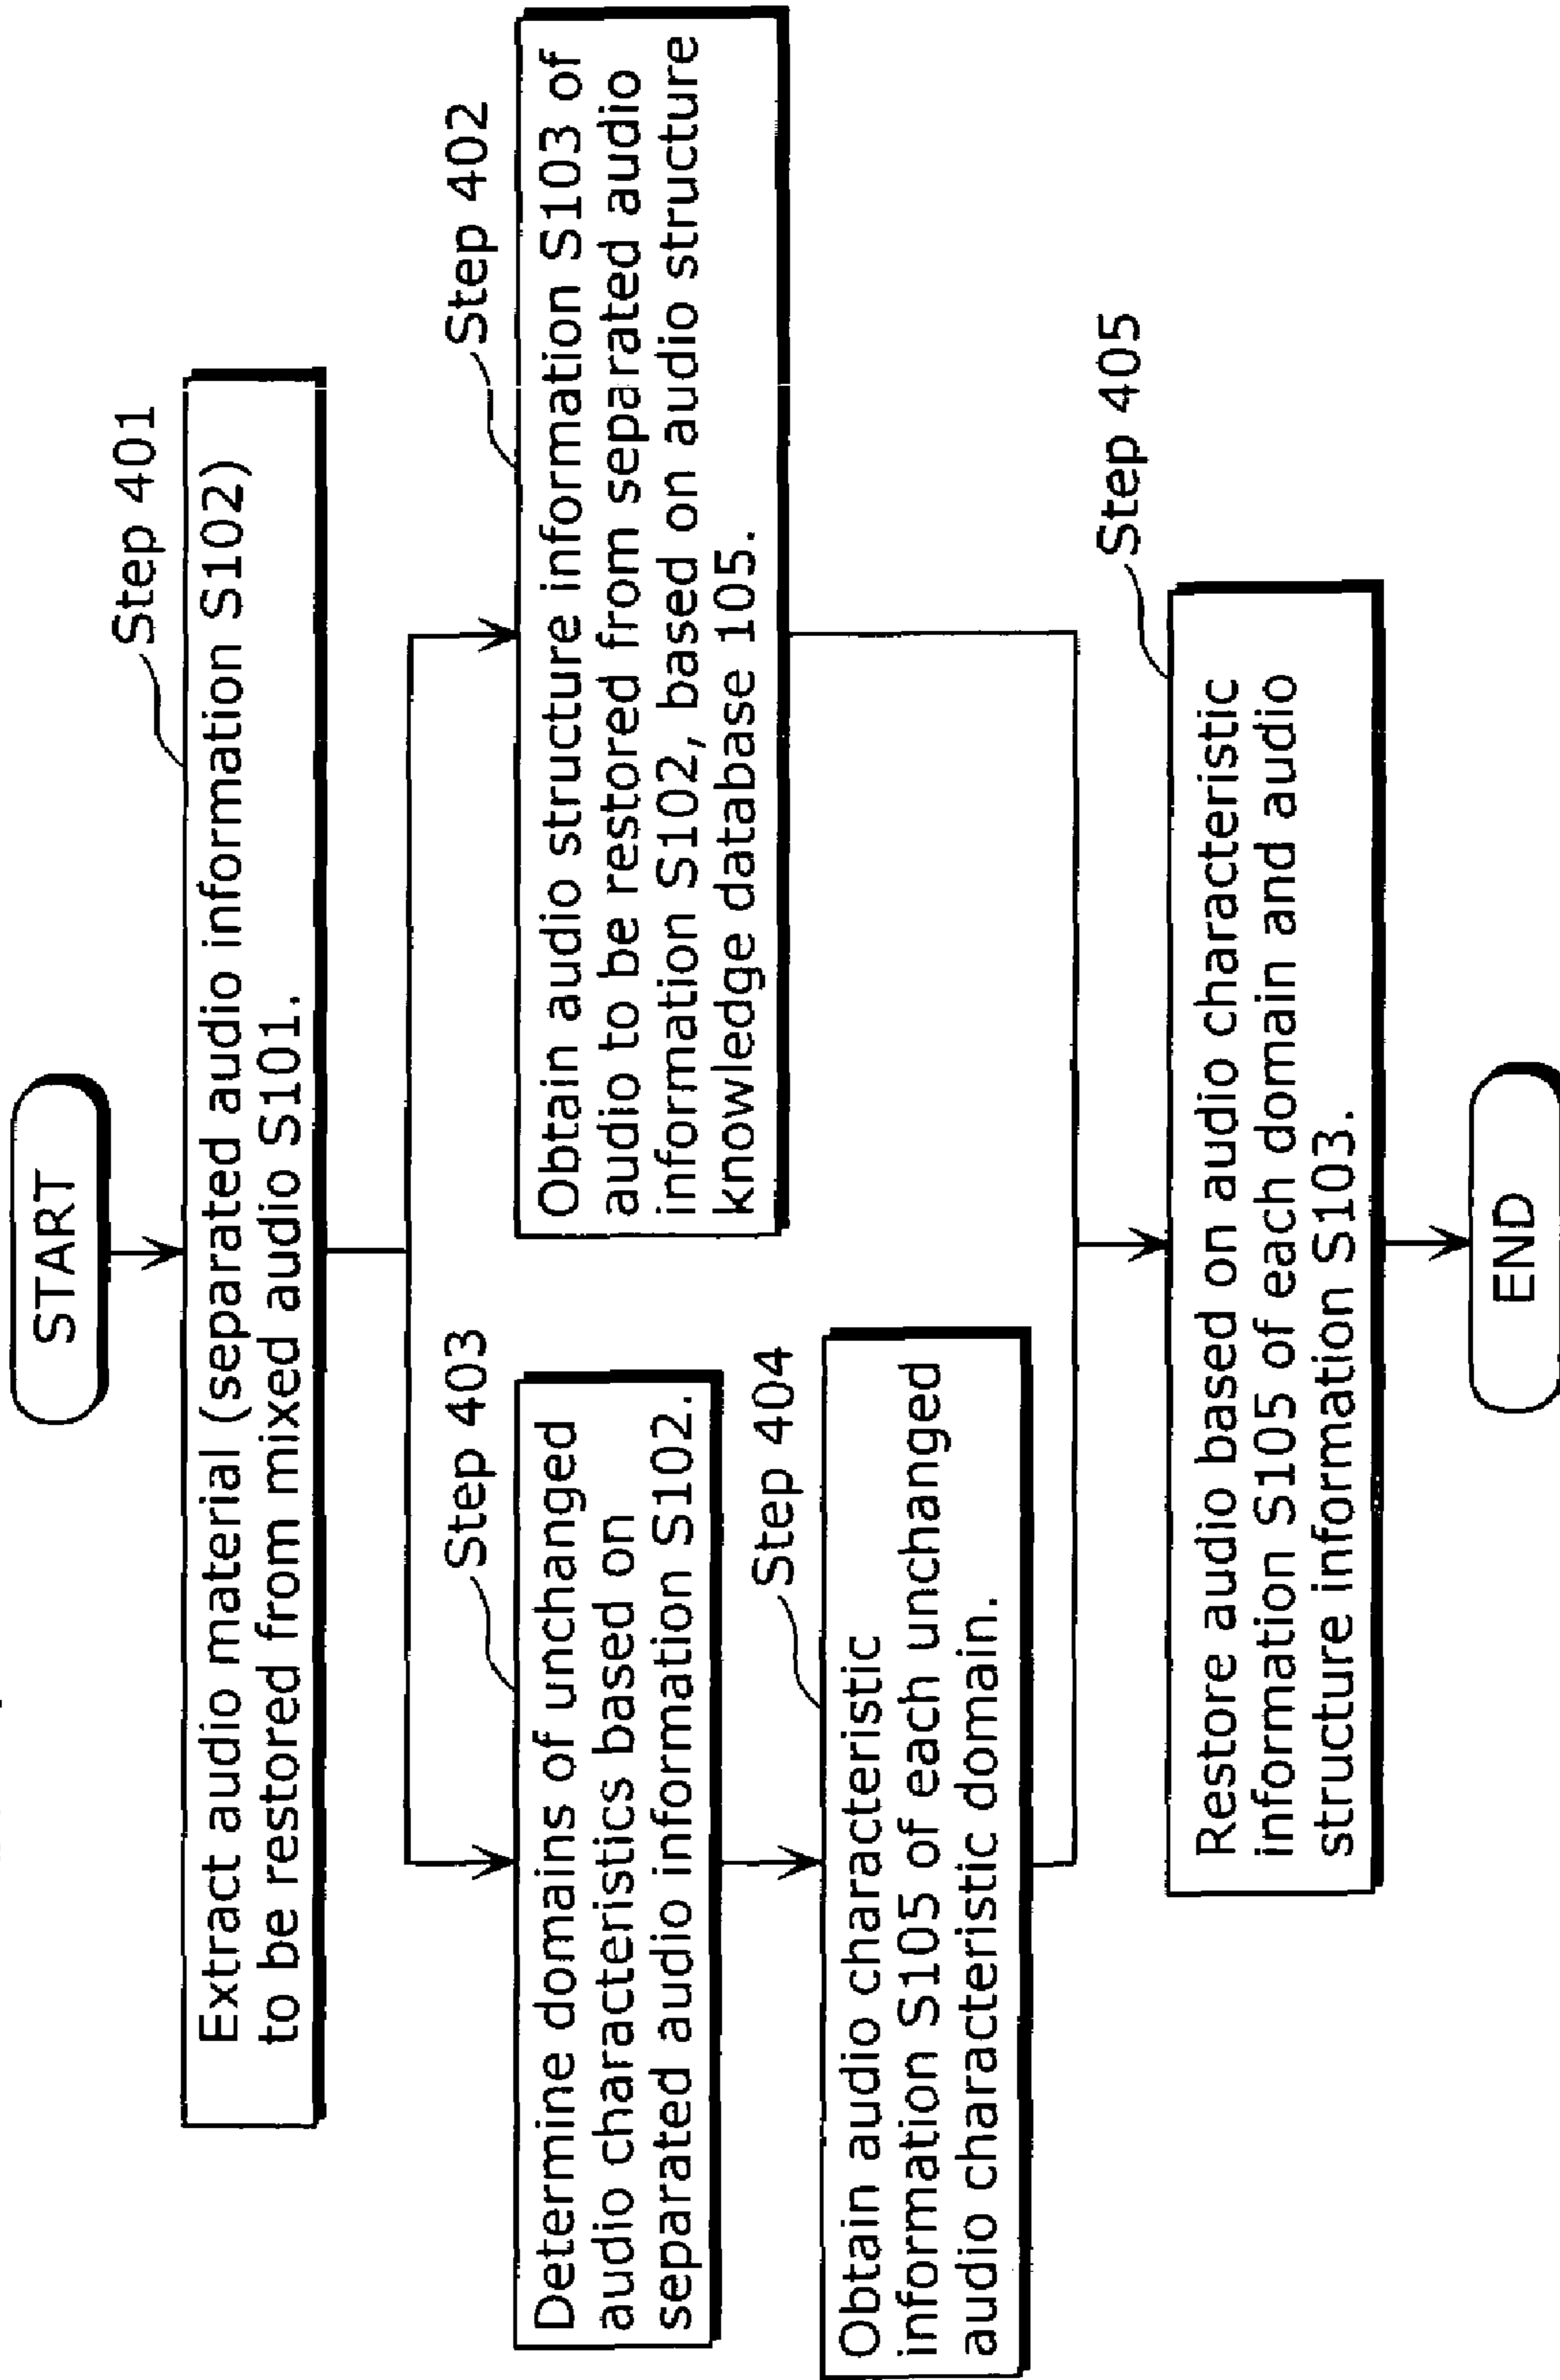 START
Step 401
Extract audio material (separated audio information S102)
to be restored from mixed audio S101.
Step 403
Determine domains of unchanged
audio characteristics based on
separated audio information S102.
Step 404
Obtain audio characteristic
information S105 of each unchanged
audio characteristic domain.
Step 402
Obtain audio structure information S103 of
audio to be restored from separated audio
information S102, based on audio structure
knowledge database 105.
Step 405
Restore audio based on audio characteristic
information S105 of each domain and audio
structure information S103.
END